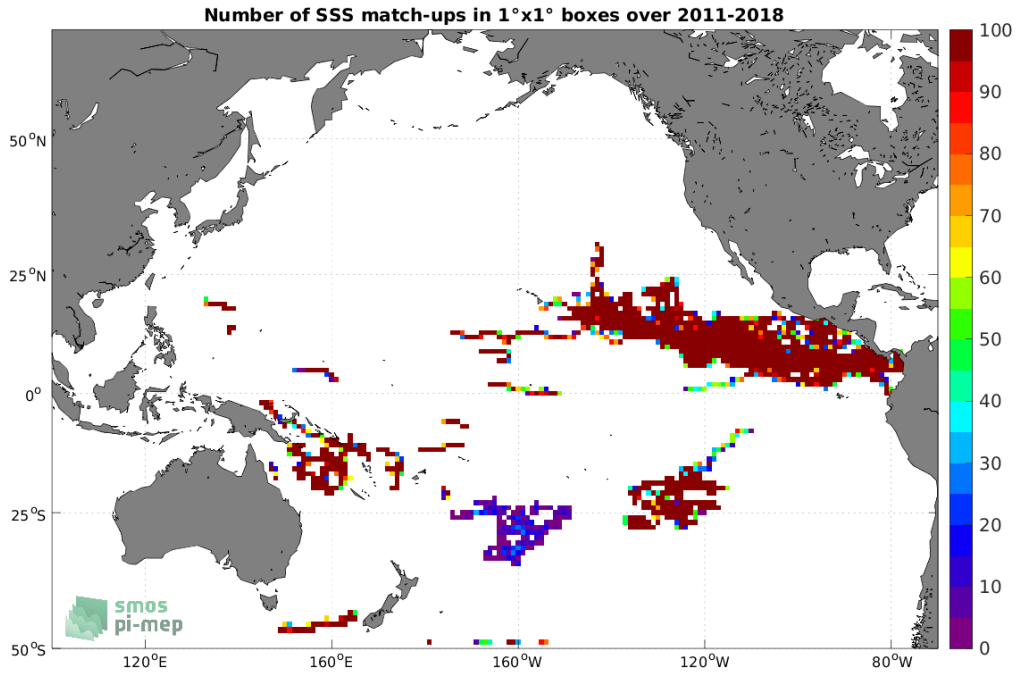 Number of SSS match-ups in 1°x1° boxes over 2011-2018
100
90
80
70
60
50
40
30
20
10
0
50°N
25°N
0°
25°S
50°S
120°E
160°E
160°W
120°W
80°W
smos
pi-mep